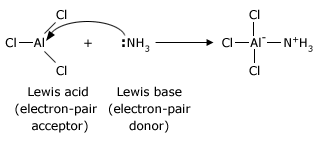 Cl Cl
Cl—Al + :NH₃ Cl—Al⁻—N⁺H₃
Cl Cl
Lewis acid Lewis base
(electron-pair (electron-pair
acceptor) donor)